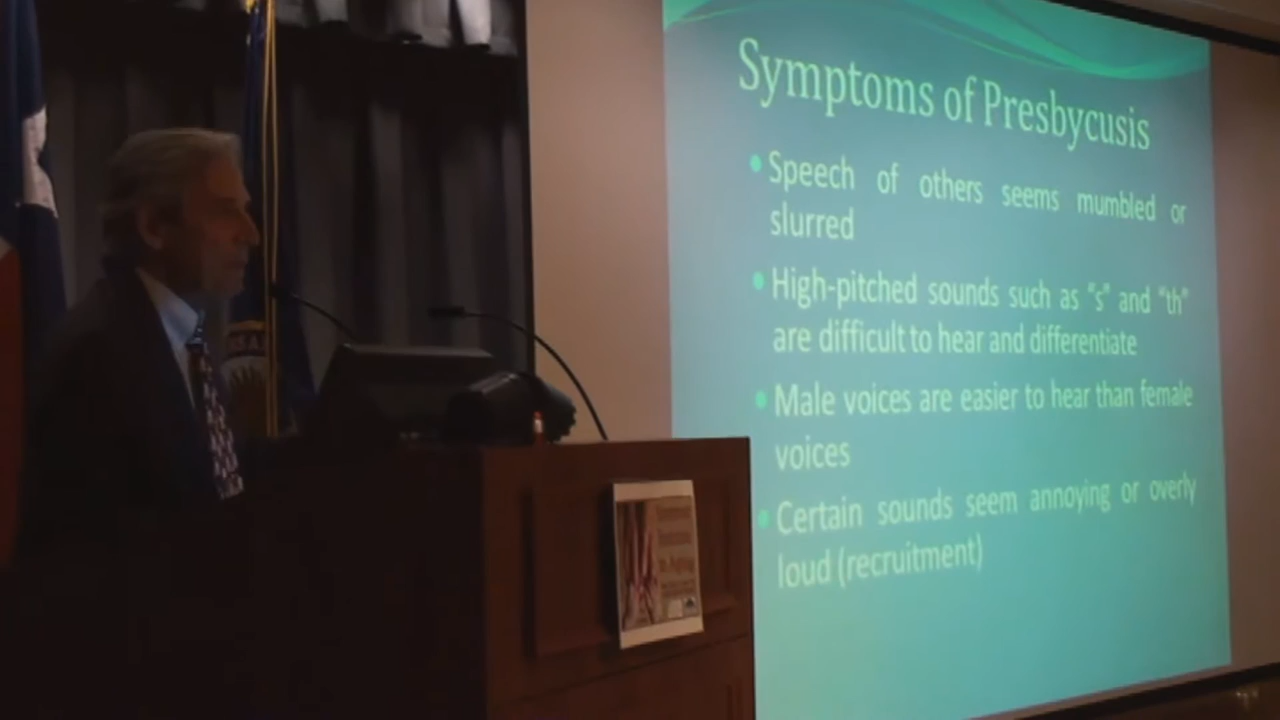 Symptoms of Presbycusis
• Speech of others seems mumbled or
slurred
• High-pitched sounds such as "s" and "th"
are difficult to hear and differentiate
• Male voices are easier to hear than female
voices
• Certain sounds seem annoying or overly
loud (recruitment)